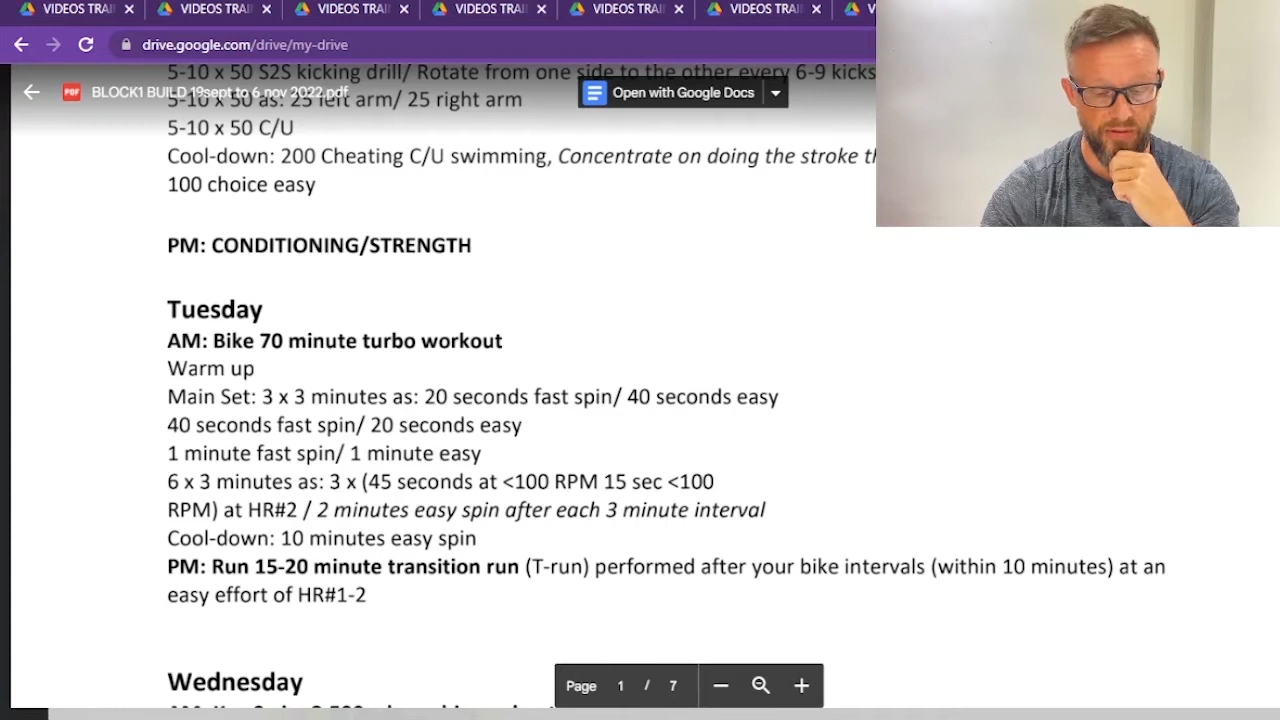 VIDEOS TRAI
VIDEOS TRAI
VIDEOS TRAI
VIDEOS TRAI
VIDEOS TRAI
VIDEOS TRAI
V
drive.google.com/drive/my-drive
5-10 x 50 S2S kicking drill/ Rotate from one side to the other every 6-9 kicks
PDF BLOCK1 BUILD 19sept to 6 nov 2022.pdf
Open with Google Docs
5-10 x 50 as: 25 left arm/ 25 right arm
5-10 x 50 C/U
Cool-down: 200 Cheating C/U swimming, Concentrate on doing the stroke th
100 choice easy
PM: CONDITIONING/STRENGTH
Tuesday
AM: Bike 70 minute turbo workout
Warm up
Main Set: 3 x 3 minutes as: 20 seconds fast spin/ 40 seconds easy
40 seconds fast spin/ 20 seconds easy
1 minute fast spin/ 1 minute easy
6 x 3 minutes as: 3 x (45 seconds at <100 RPM 15 sec <100
RPM) at HR#2 / 2 minutes easy spin after each 3 minute interval
Cool-down: 10 minutes easy spin
PM: Run 15-20 minute transition run (T-run) performed after your bike intervals (within 10 minutes) at an
easy effort of HR#1-2
Wednesday
Page 1 / 7